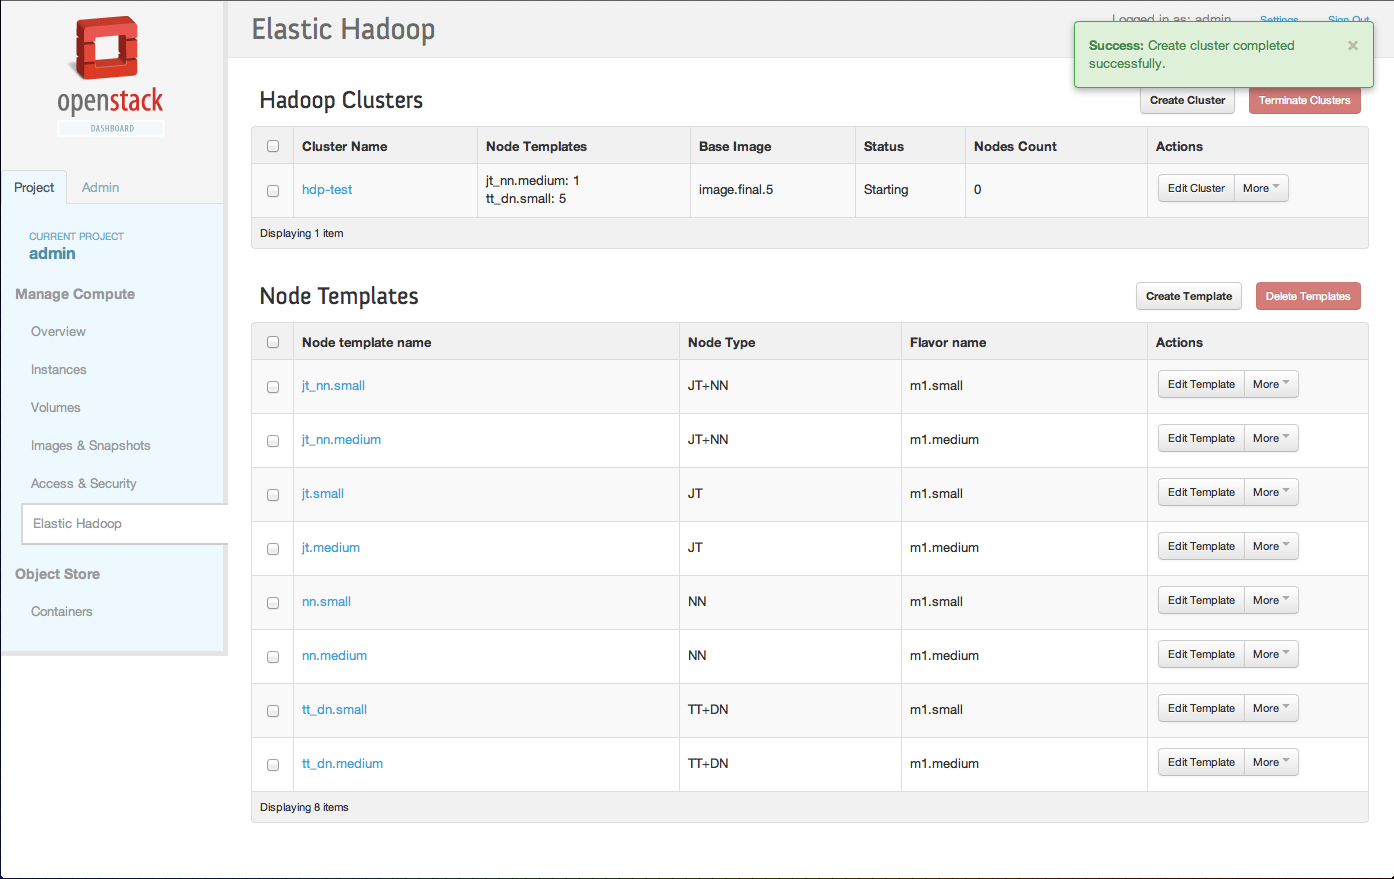 openstack
DASHBOARD
Project
Admin
CURRENT PROJECT
admin
Manage Compute
Overview
Instances
Volumes
Images & Snapshots
Access & Security
Elastic Hadoop
Object Store
Containers
Elastic Hadoop
Logged in as: admin
Settings
Sign Out
Success: Create cluster completed
successfully.
×
Hadoop Clusters
Create Cluster
Terminate Clusters
Cluster Name Node Templates Base Image Status Nodes Count Actions
hdp-test jt_nn.medium: 1 image.final.5 Starting 0 Edit Cluster More
tt_dn.small: 5
Displaying 1 item
Node Templates
Create Template
Delete Templates
Node template name Node Type Flavor name Actions
jt_nn.small JT+NN m1.small Edit Template More
jt_nn.medium JT+NN m1.medium Edit Template More
jt.small JT m1.small Edit Template More
jt.medium JT m1.medium Edit Template More
nn.small NN m1.small Edit Template More
nn.medium NN m1.medium Edit Template More
tt_dn.small TT+DN m1.small Edit Template More
tt_dn.medium TT+DN m1.medium Edit Template More
Displaying 8 items